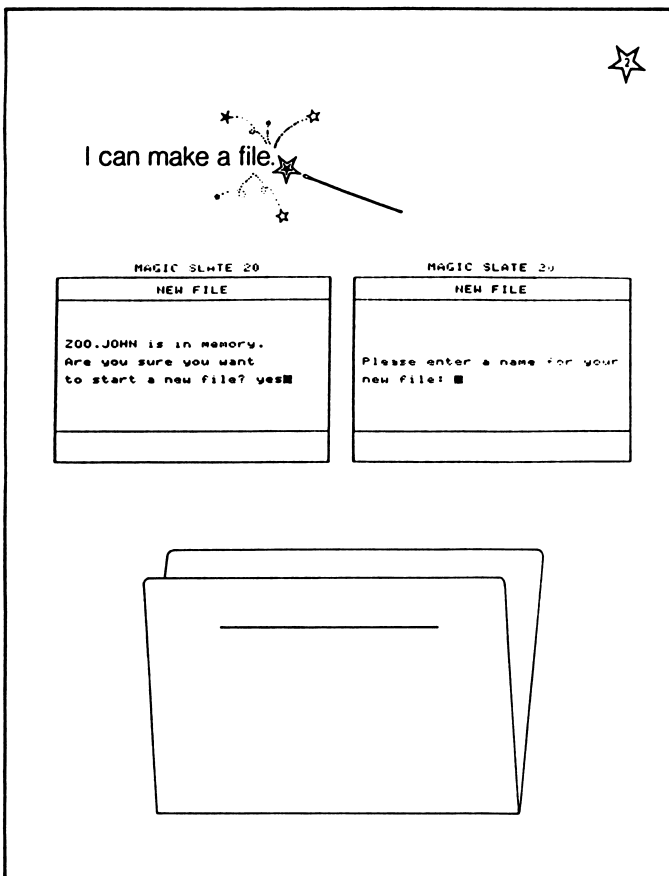 2
I can make a file.
MAGIC SLATE 20
NEW FILE
ZOO.JOHN is in memory.
Are you sure you want
to start a new file? yes
MAGIC SLATE 20
NEW FILE
Please enter a name for your
new file: